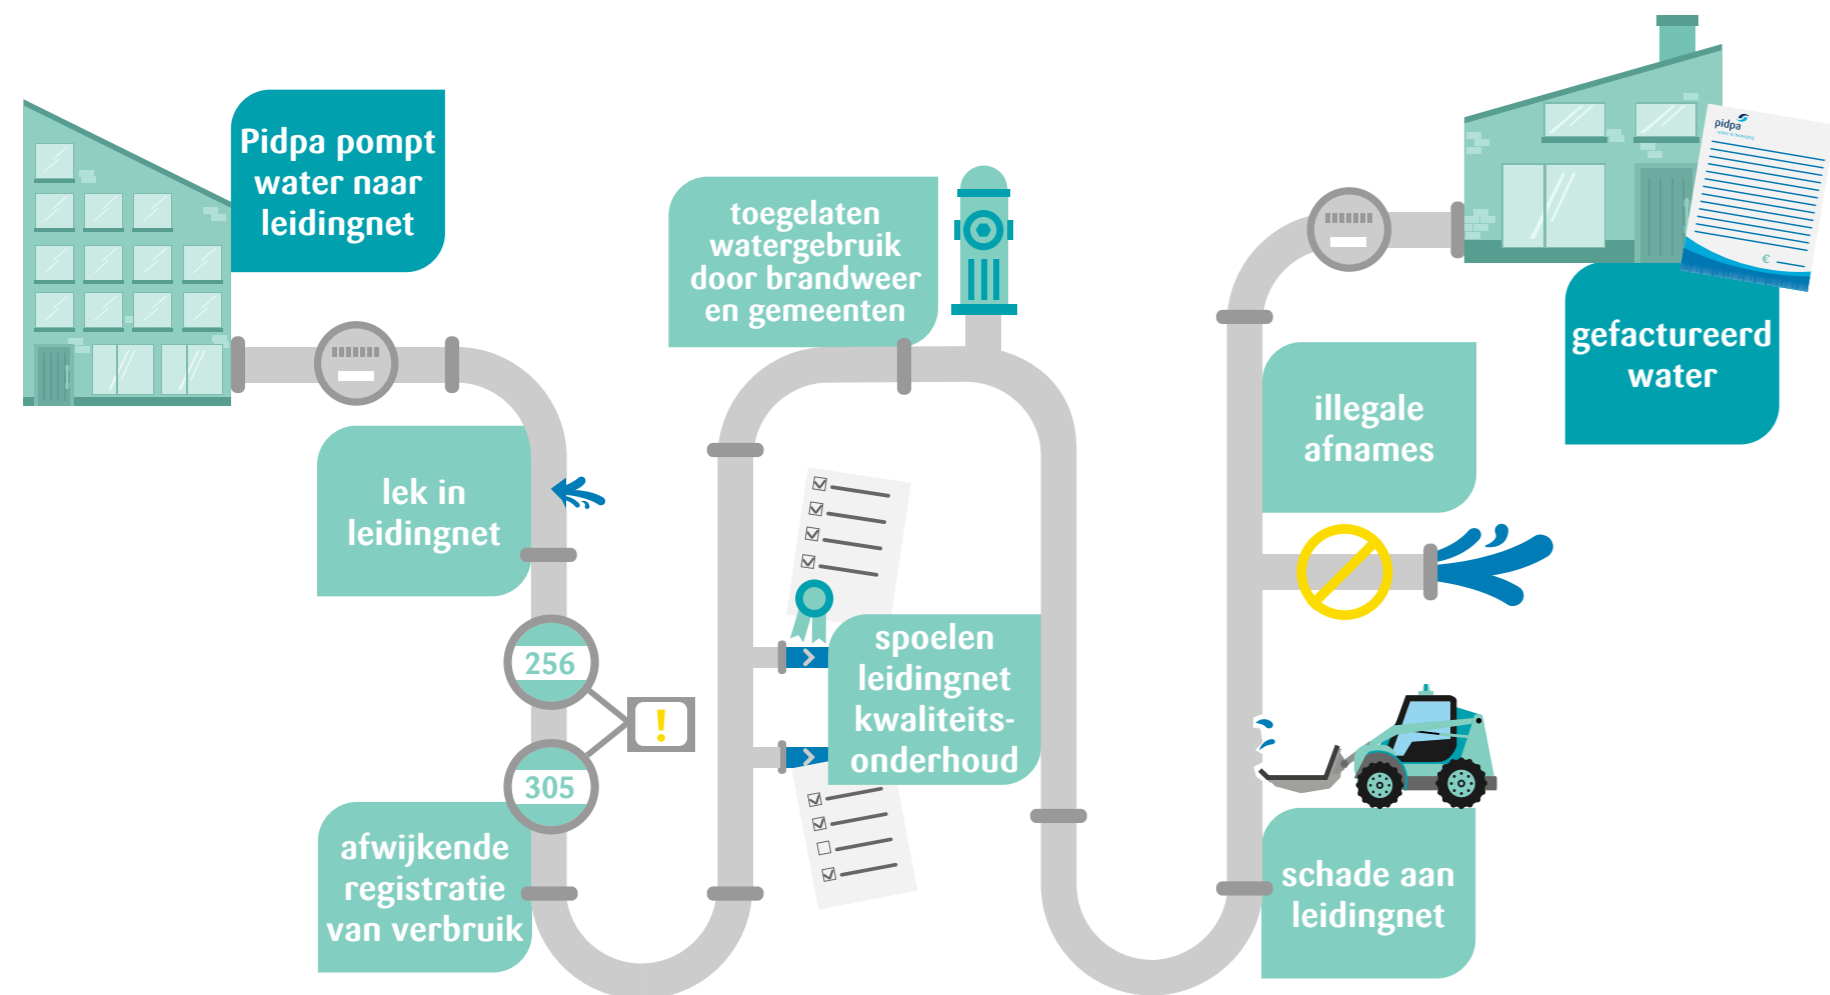 Pidpa pompt
water naar
leidingnet
lek in
leidingnet
256
305
!
afwijkende
registratie
van verbruik
toegelaten
watergebruik
door brandweer
en gemeenten
spoelen
leidingnet
kwaliteits-
onderhoud
illegale
afnames
schade aan
leidingnet
pidpa
€
gefactureerd
water